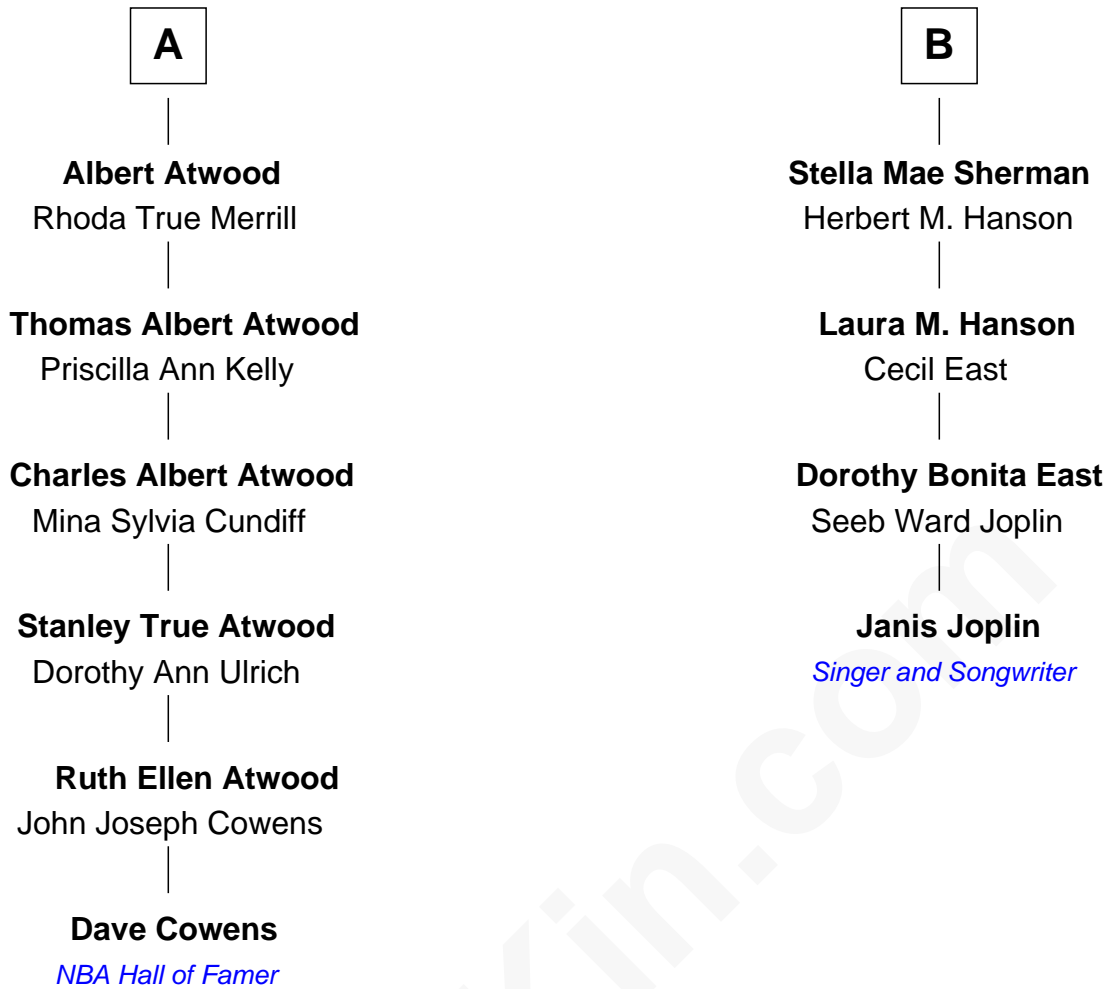 A
Albert Atwood
Rhoda True Merrill
Thomas Albert Atwood
Priscilla Ann Kelly
Charles Albert Atwood
Mina Sylvia Cundiff
Stanley True Atwood
Dorothy Ann Ulrich
Ruth Ellen Atwood
John Joseph Cowens
Dave Cowens
NBA Hall of Famer
B
Stella Mae Sherman
Herbert M. Hanson
Laura M. Hanson
Cecil East
Dorothy Bonita East
Seeb Ward Joplin
Janis Joplin
Singer and Songwriter
Kin.com